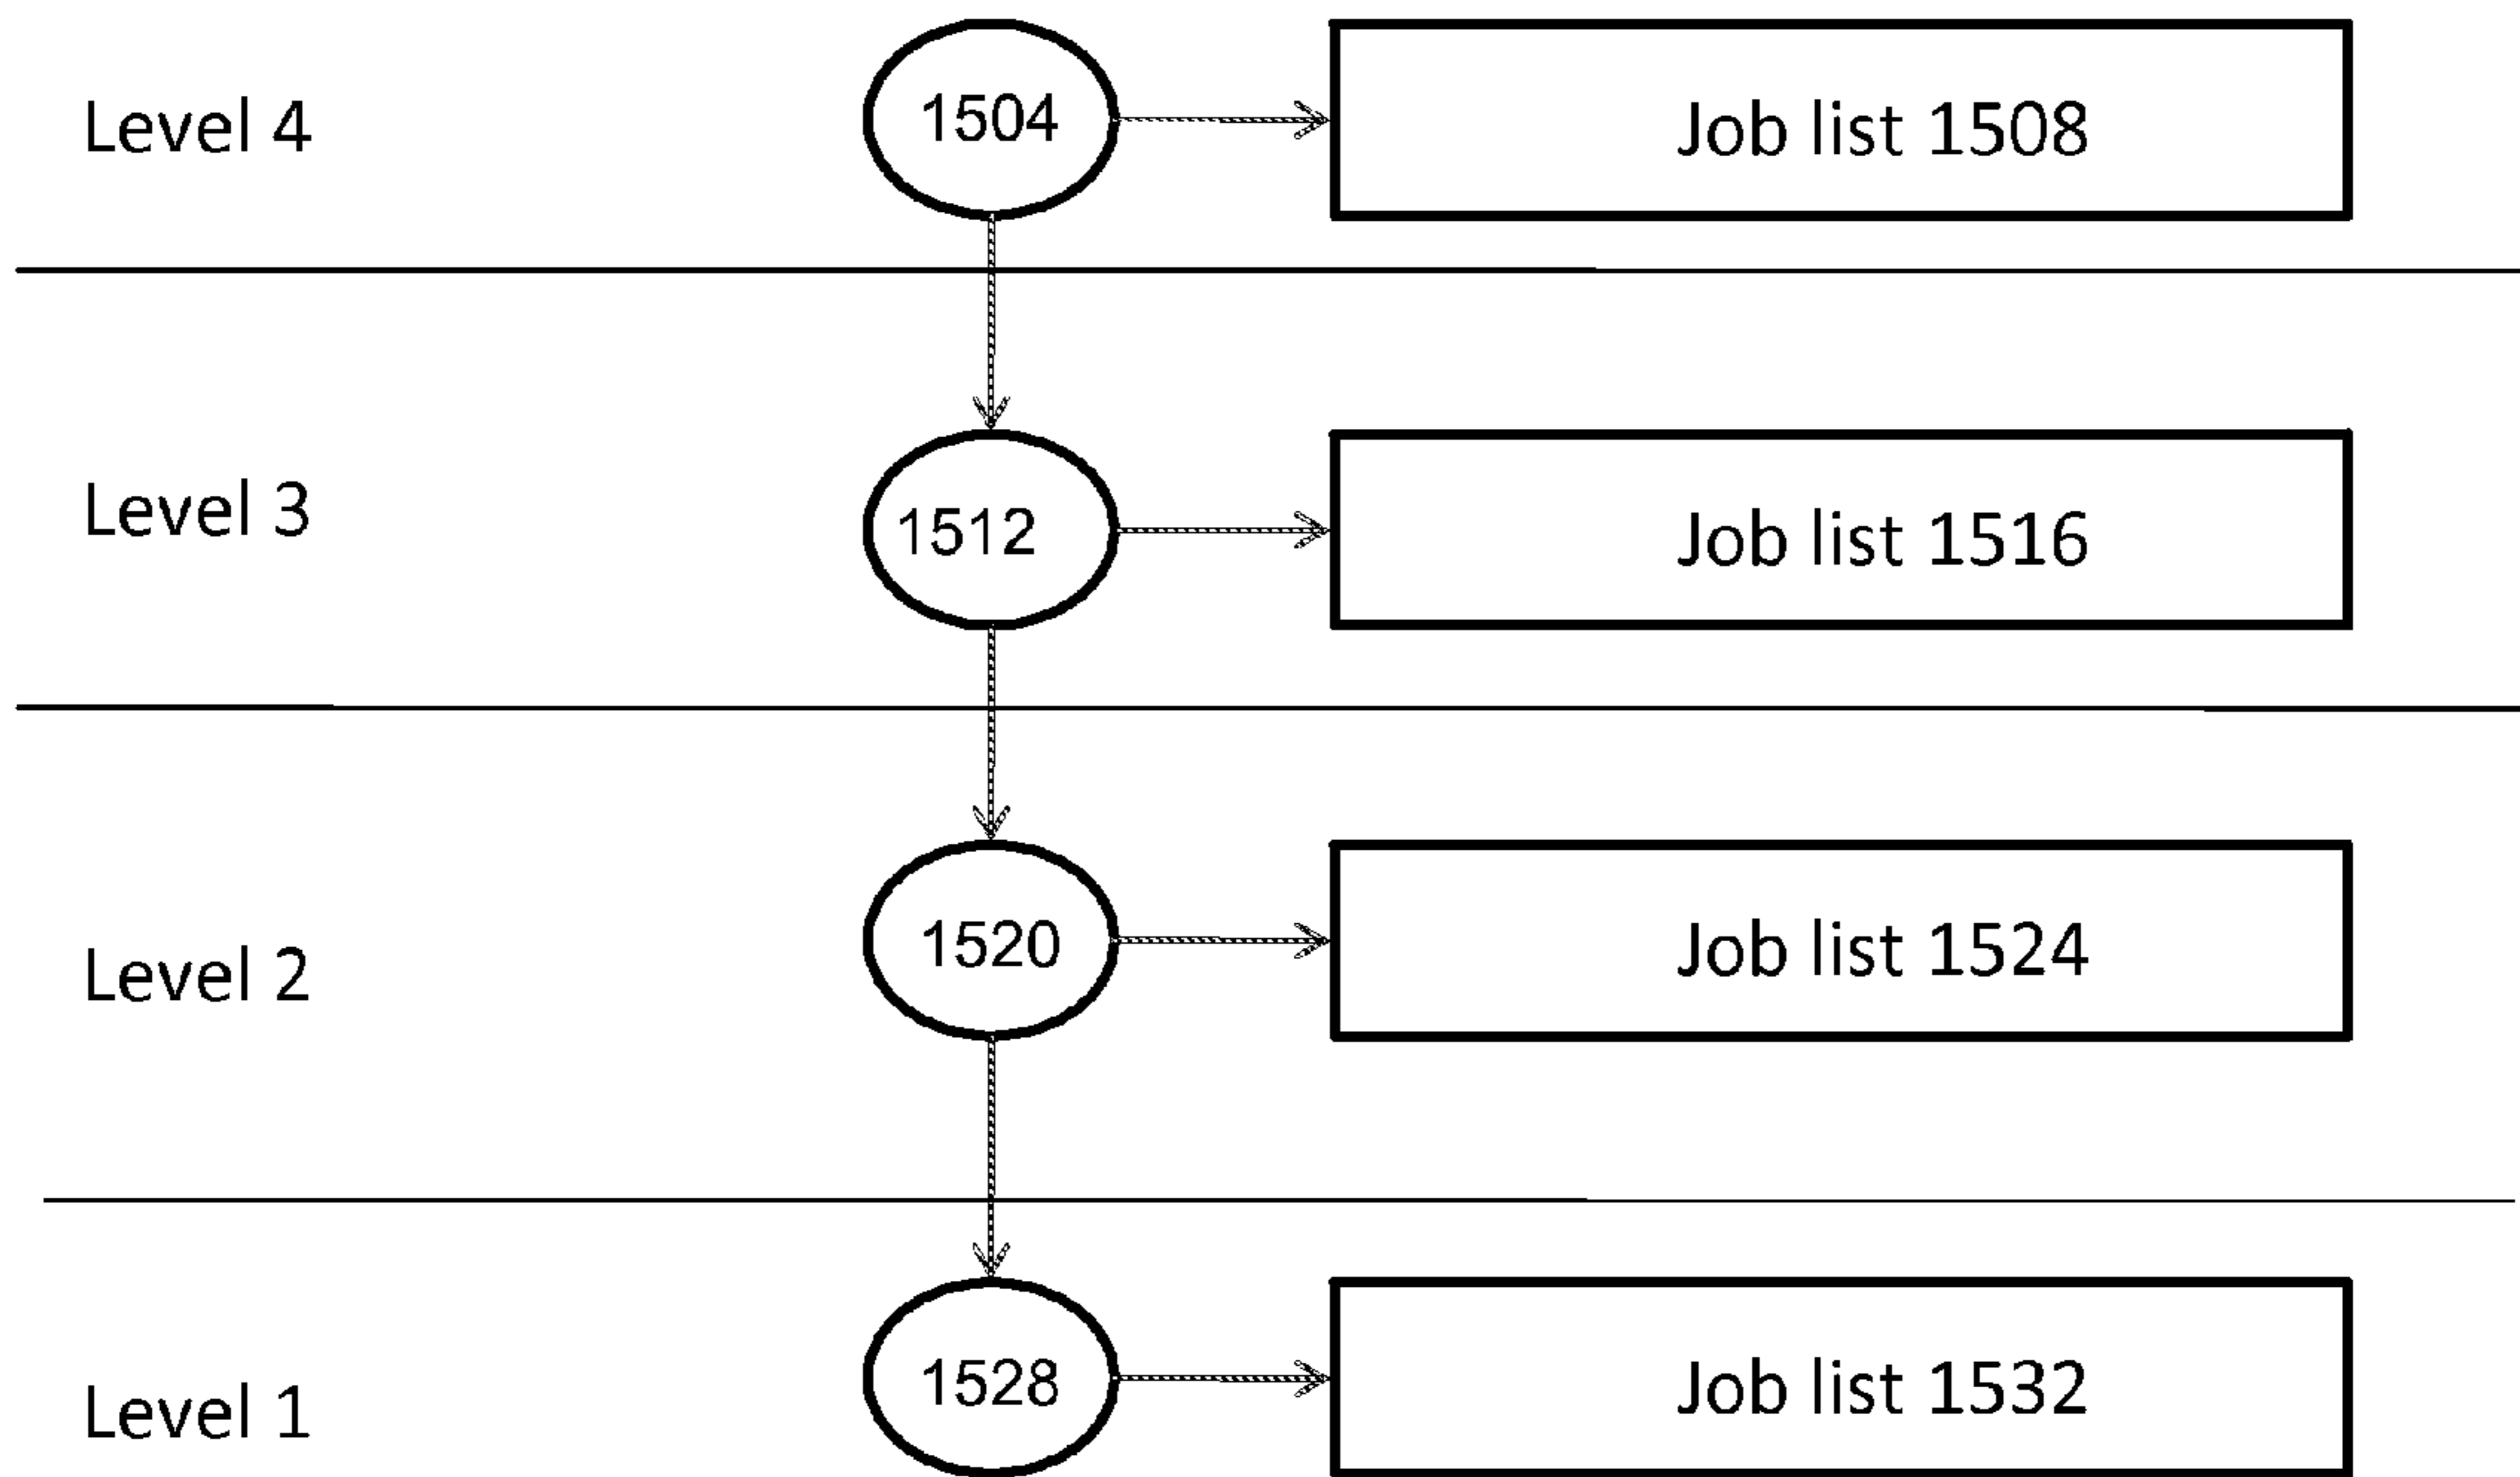 Level 4
1504
Job list 1508
Level 3
1512
Job list 1516
Level 2
1520
Job list 1524
Level 1
1528
Job list 1532